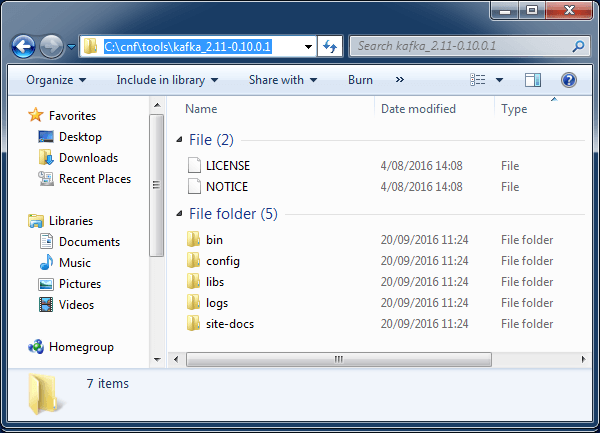 C:\cnf\tools\kafka_2.11-0.10.0.1
Search kafka_2.11-0.10.0.1
Organize Include in library Share with Burn »
Favorites
Desktop
Downloads
Recent Places
Libraries
Documents
Music
Pictures
Videos
Homegroup
Name Date modified Type
File (2)
LICENSE 4/08/2016 14:08 File
NOTICE 4/08/2016 14:08 File
File folder (5)
bin 20/09/2016 11:24 File folder
config 20/09/2016 11:24 File folder
libs 20/09/2016 11:24 File folder
logs 20/09/2016 11:24 File folder
site-docs 20/09/2016 11:24 File folder
7 items